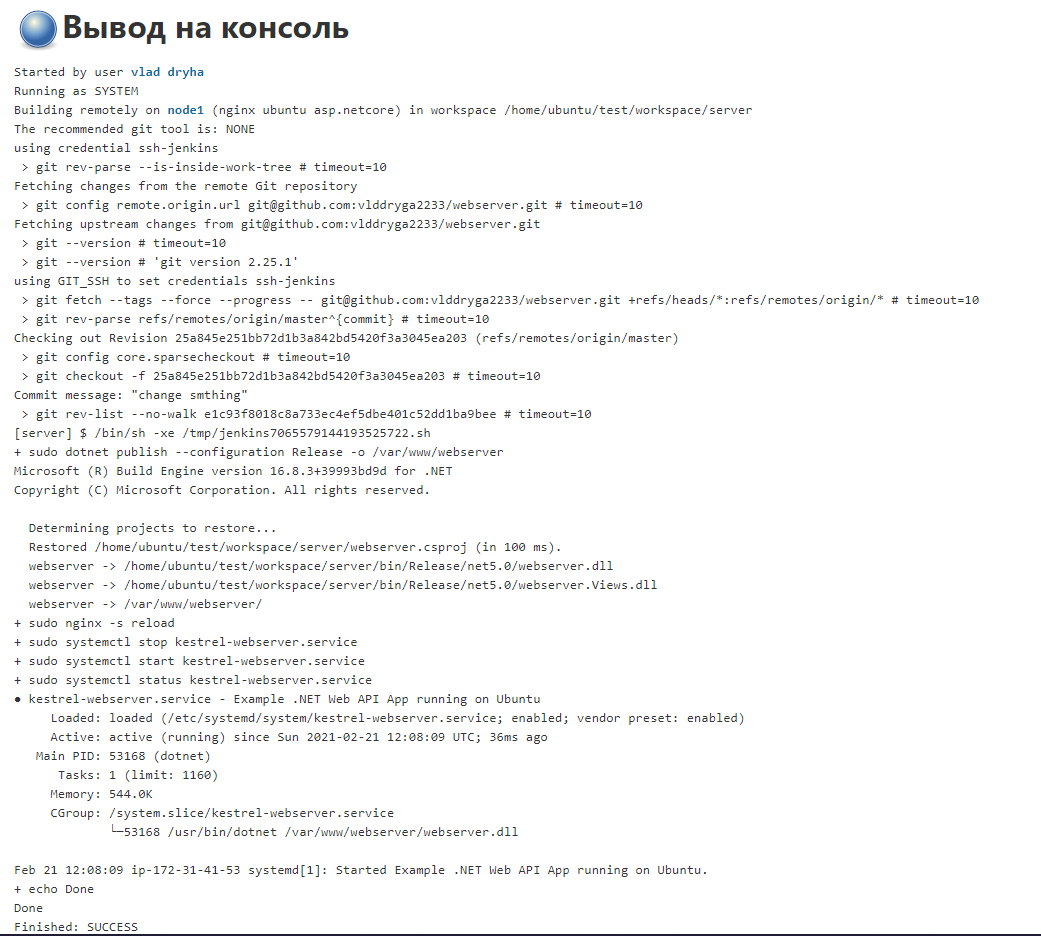 Вывод на консоль
Started by user vlad dryha
Running as SYSTEM
Building remotely on node1 (nginx ubuntu asp.netcore) in workspace /home/ubuntu/test/workspace/server
The recommended git tool is: NONE
using credential ssh-jenkins
 > git rev-parse --is-inside-work-tree # timeout=10
Fetching changes from the remote Git repository
 > git config remote.origin.url git@github.com:vlddryga2233/webserver.git # timeout=10
Fetching upstream changes from git@github.com:vlddryga2233/webserver.git
 > git --version # timeout=10
 > git --version # 'git version 2.25.1'
using GIT_SSH to set credentials ssh-jenkins
 > git fetch --tags --force --progress -- git@github.com:vlddryga2233/webserver.git +refs/heads/*:refs/remotes/origin/* # timeout=10
 > git rev-parse refs/remotes/origin/master^{commit} # timeout=10
Checking out Revision 25a845e251bb72d1b3a842bd5420f3a3045ea203 (refs/remotes/origin/master)
 > git config core.sparsecheckout # timeout=10
 > git checkout -f 25a845e251bb72d1b3a842bd5420f3a3045ea203 # timeout=10
Commit message: "change smthing"
 > git rev-list --no-walk e1c93f8018c8a733ec4ef5dbe401c52dd1ba9bee # timeout=10
[server] $ /bin/sh -xe /tmp/jenkins7065579144193525722.sh
+ sudo dotnet publish --configuration Release -o /var/www/webserver
Microsoft (R) Build Engine version 16.8.3+39993bd9d for .NET
Copyright (C) Microsoft Corporation. All rights reserved.
  Determining projects to restore...
  Restored /home/ubuntu/test/workspace/server/webserver.csproj (in 100 ms).
  webserver -> /home/ubuntu/test/workspace/server/bin/Release/net5.0/webserver.dll
  webserver -> /home/ubuntu/test/workspace/server/bin/Release/net5.0/webserver.Views.dll
  webserver -> /var/www/webserver/
+ sudo nginx -s reload
+ sudo systemctl stop kestrel-webserver.service
+ sudo systemctl start kestrel-webserver.service
+ sudo systemctl status kestrel-webserver.service
● kestrel-webserver.service - Example .NET Web API App running on Ubuntu
     Loaded: loaded (/etc/systemd/system/kestrel-webserver.service; enabled; vendor preset: enabled)
     Active: active (running) since Sun 2021-02-21 12:08:09 UTC; 36ms ago
   Main PID: 53168 (dotnet)
      Tasks: 1 (limit: 1160)
     Memory: 544.0K
     CGroup: /system.slice/kestrel-webserver.service
             └─53168 /usr/bin/dotnet /var/www/webserver/webserver.dll
Feb 21 12:08:09 ip-172-31-41-53 systemd[1]: Started Example .NET Web API App running on Ubuntu.
+ echo Done
Done
Finished: SUCCESS